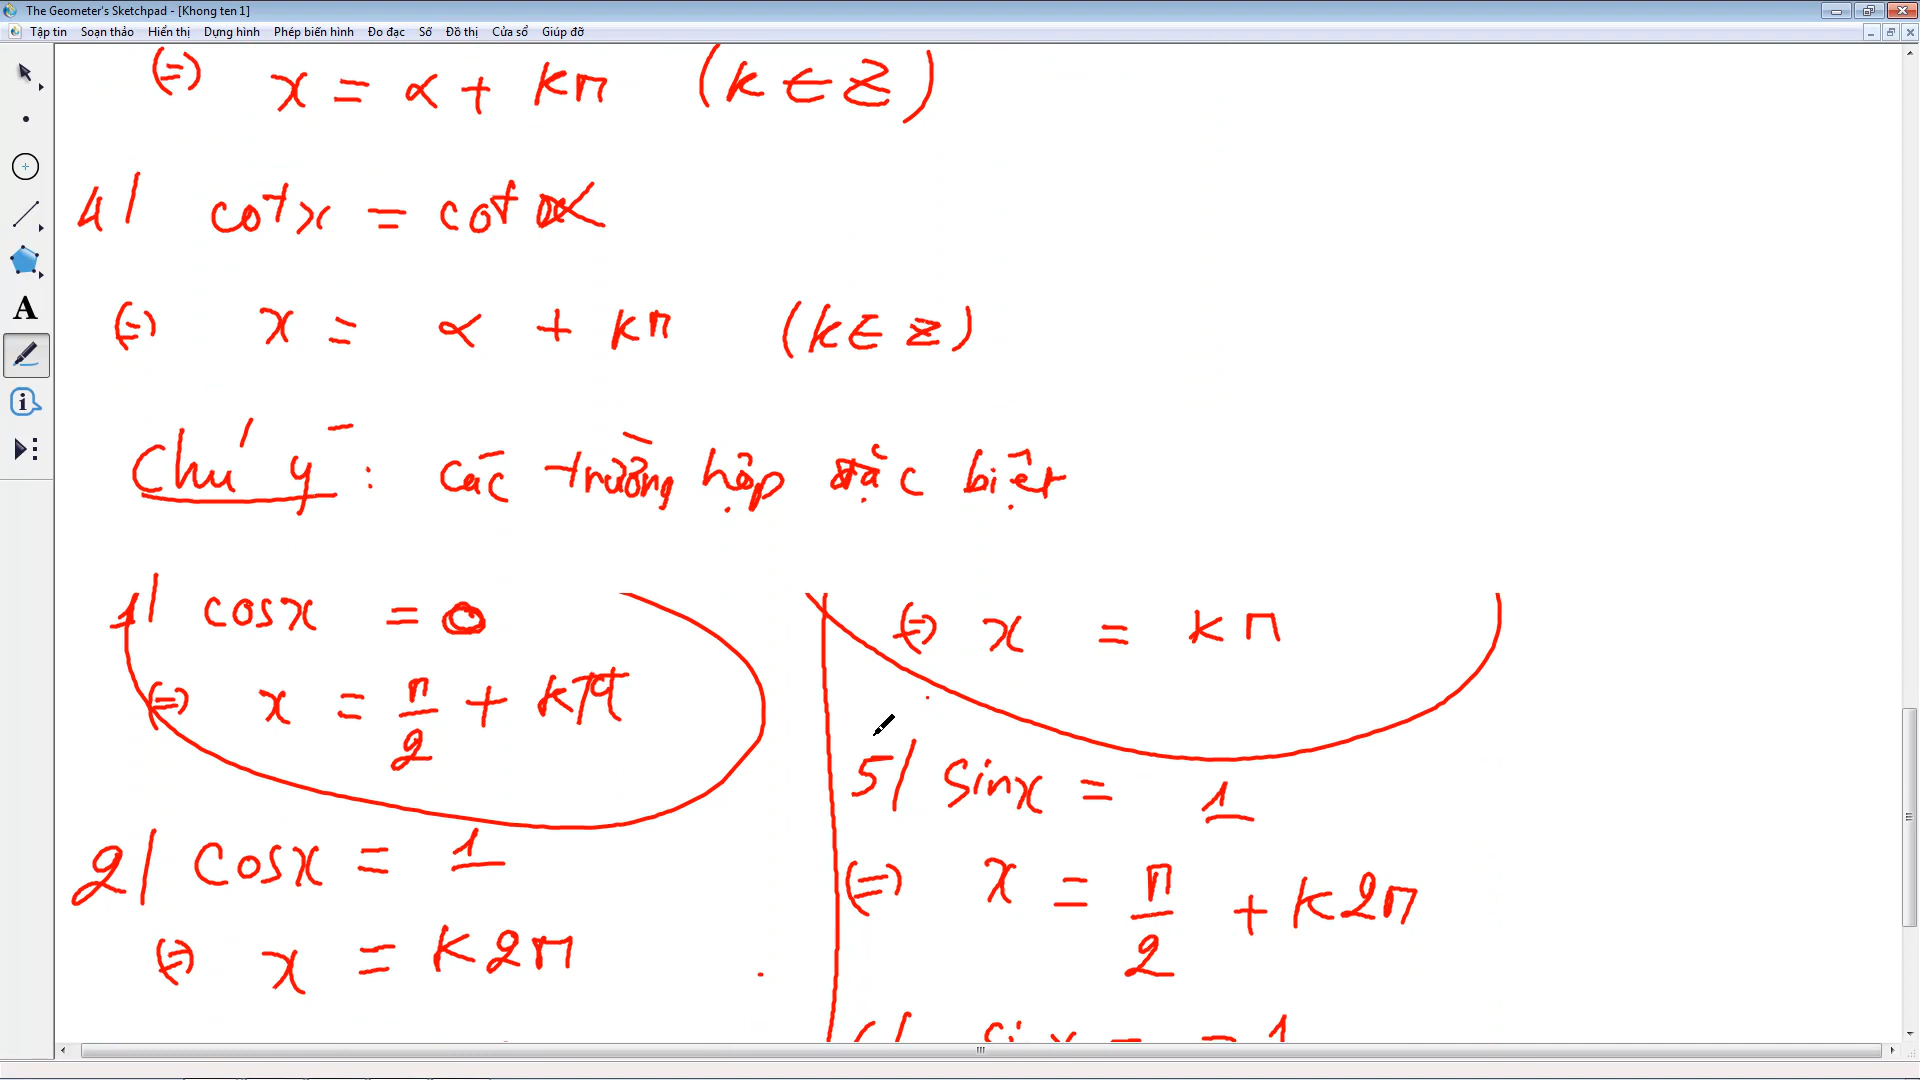 The Geometer's Sketchpad - [Khong ten 1]
Tập tin Soạn thảo Hiển thị Dựng hình Phép biến hình Đo đạc Số Đồ thị Cửa sổ Giúp đỡ
(=) x = α + kπ (k ∈ Z)
4/ cotx = cot α
(=) x = α + kπ (k ∈ Z)
Chú ý : các trường hợp đặc biệt
1/ cosx = 0
(=) x = π/2 + kπ
2/ cosx = 1
(=) x = k2π
(=) x = kπ
5/ sinx = 1
(=) x = π/2 + k2π